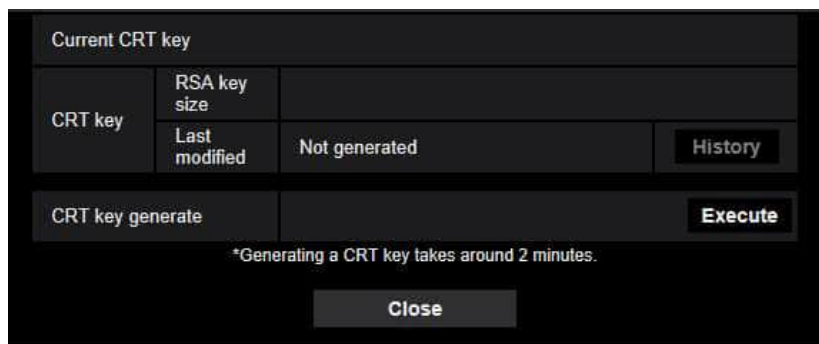 Current CRT key
CRT key
RSA key
size
Last
modified
Not generated
History
CRT key generate
Execute
*Generating a CRT key takes around 2 minutes.
Close